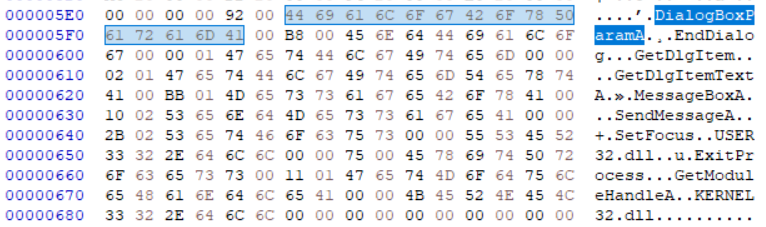 000005E0 00 00 00 00 92 00 44 69 61 6C 6F 67 42 6F 78 50 ....'.DialogBoxP
000005F0 61 72 61 6D 41 00 B8 00 45 6E 64 44 69 61 6C 6F aramA.¸.EndDialo
00000600 67 00 00 01 47 65 74 44 6C 67 49 74 65 6D 00 00 g...GetDlgItem..
00000610 02 01 47 65 74 44 6C 67 49 74 65 6D 54 65 78 74 ..GetDlgItemText
00000620 41 00 BB 01 4D 65 73 73 61 67 65 42 6F 78 41 00 A.».MessageBoxA.
00000630 10 02 53 65 6E 64 4D 65 73 73 61 67 65 41 00 00 ..SendMessageA..
00000640 2B 02 53 65 74 46 6F 63 75 73 00 00 55 53 45 52 +.SetFocus..USER
00000650 33 32 2E 64 6C 6C 00 00 75 00 45 78 69 74 50 72 32.dll..u.ExitPr
00000660 6F 63 65 73 73 00 11 01 47 65 74 4D 6F 64 75 6C ocess...GetModul
00000670 65 48 61 6E 64 6C 65 41 00 00 4B 45 52 4E 45 4C eHandleA..KERNEL
00000680 33 32 2E 64 6C 6C 00 00 00 00 00 00 00 00 00 00 32.dll..........